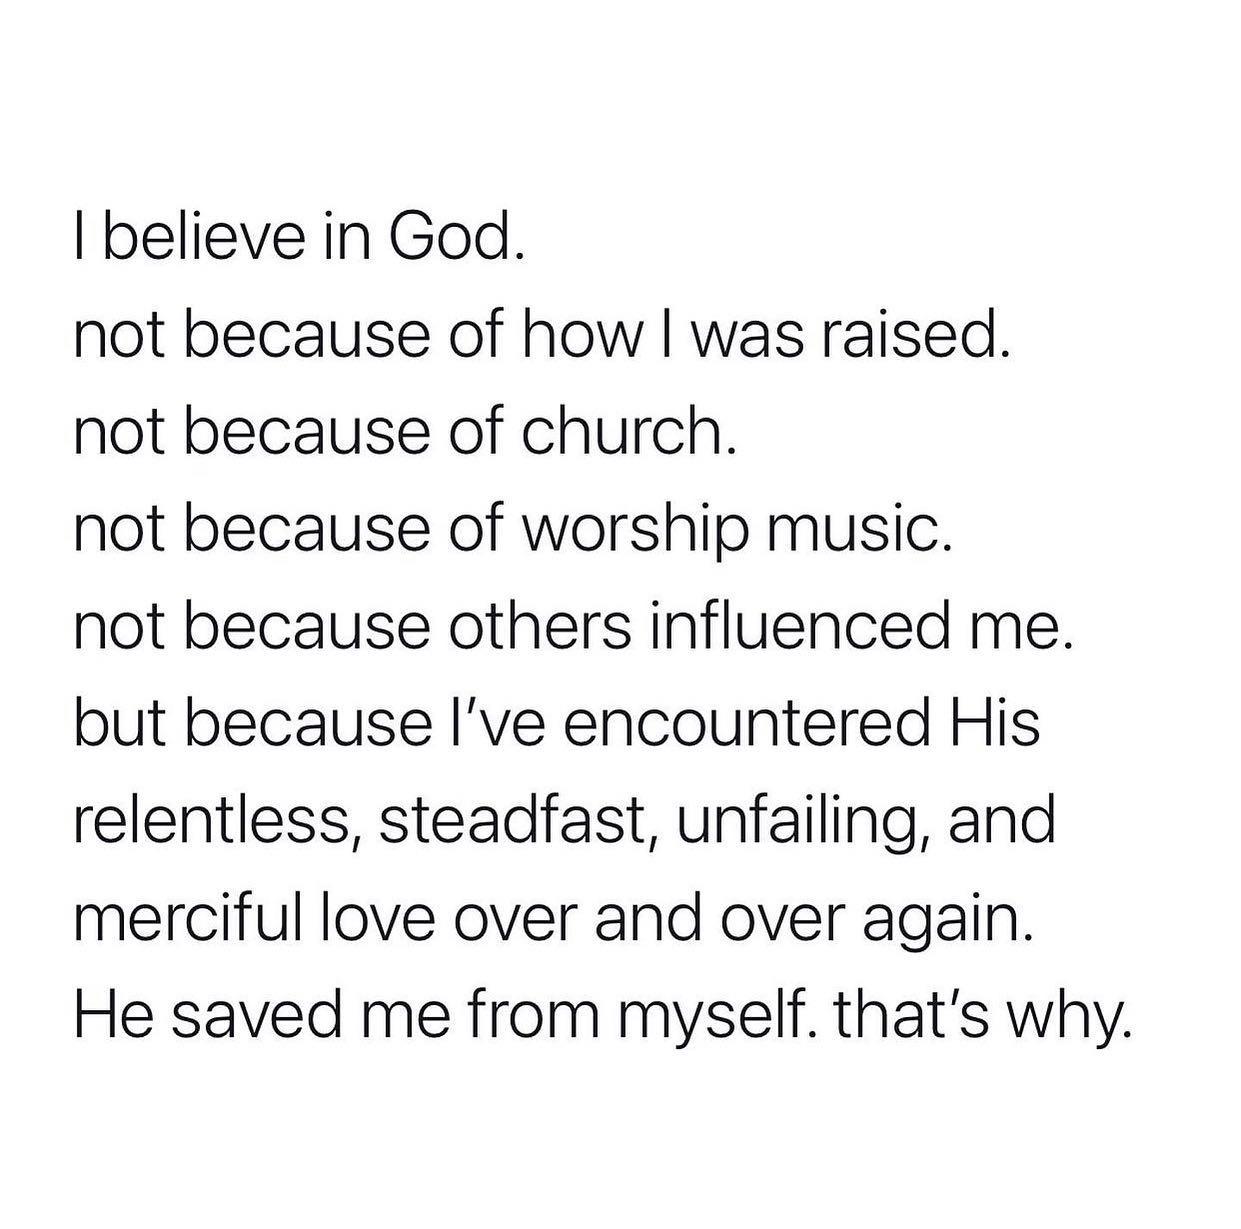 I believe in God.
not because of how I was raised.
not because of church.
not because of worship music.
not because others influenced me.
but because I’ve encountered His
relentless, steadfast, unfailing, and
merciful love over and over again.
He saved me from myself. that’s why.